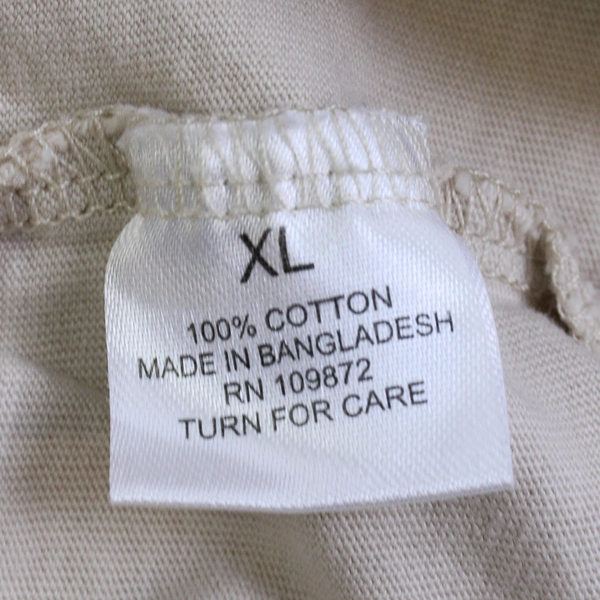 XL
100% COTTON
MADE IN BANGLADESH
RN 109872
TURN FOR CARE